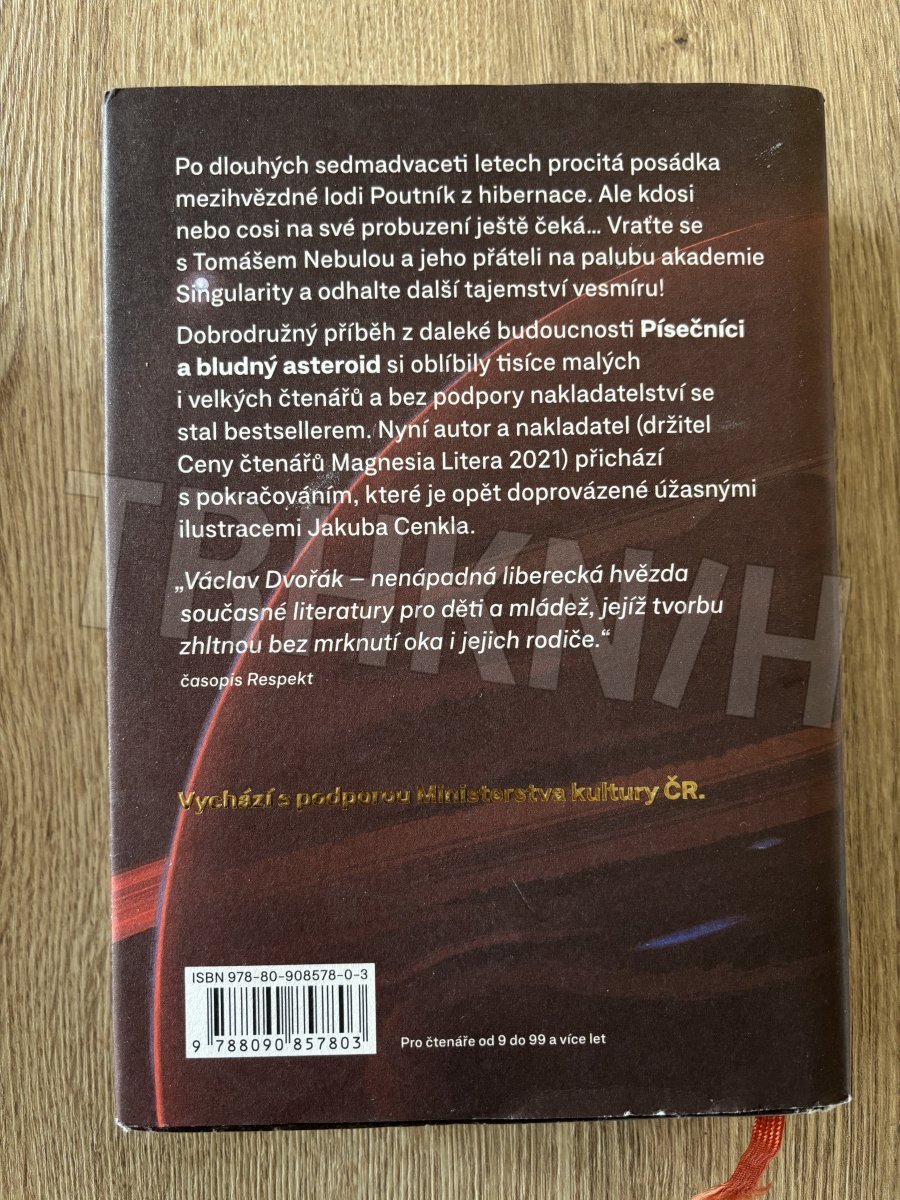 Po dlouhých sedmadvaceti letech procitá posádka
mezihvězdné lodi Poutník z hibernace. Ale kdosi
nebo cosi na své probuzení ještě čeká... Vraťte se
s Tomášem Nebulou a jeho přáteli na palubu akademie
Singularity a odhalte další tajemství vesmíru!
Dobrodružný příběh z daleké budoucnosti Písečníci
a bludný asteroid si oblíbily tisíce malých
i velkých čtenářů a bez podpory nakladatelství se
stal bestsellerem. Nyní autor a nakladatel (držitel
Ceny čtenářů Magnesia Litera 2021) přichází
s pokračováním, které je opět doprovázené úžasnými
ilustracemi Jakuba Cenkla.
„Václav Dvořák – nenápadná liberecká hvězda
současné literatury pro děti a mládež, jejíž tvorbu
zhltnou bez mrknutí oka i jejich rodiče.“
časopis Respekt
TRHKNIH
Vychází s podporou Ministerstva kultury ČR.
ISBN 978-80-908578-0-3
9 788090 857803
Pro čtenáře od 9 do 99 a více let